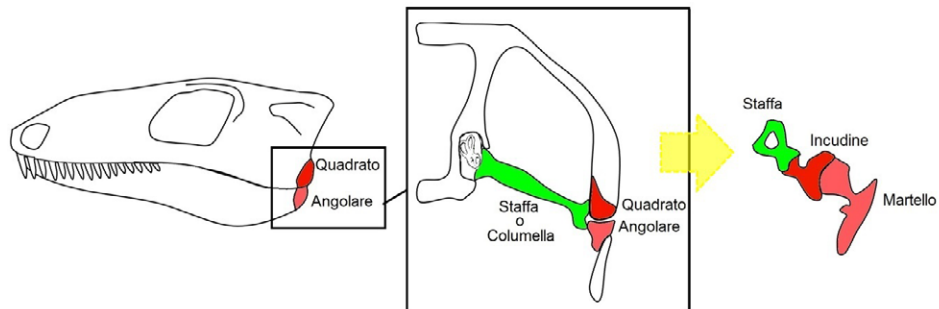 Quadrato
Angolare
Staffa
o
Columella
Quadrato
Angolare
Staffa
Incudine
Martello